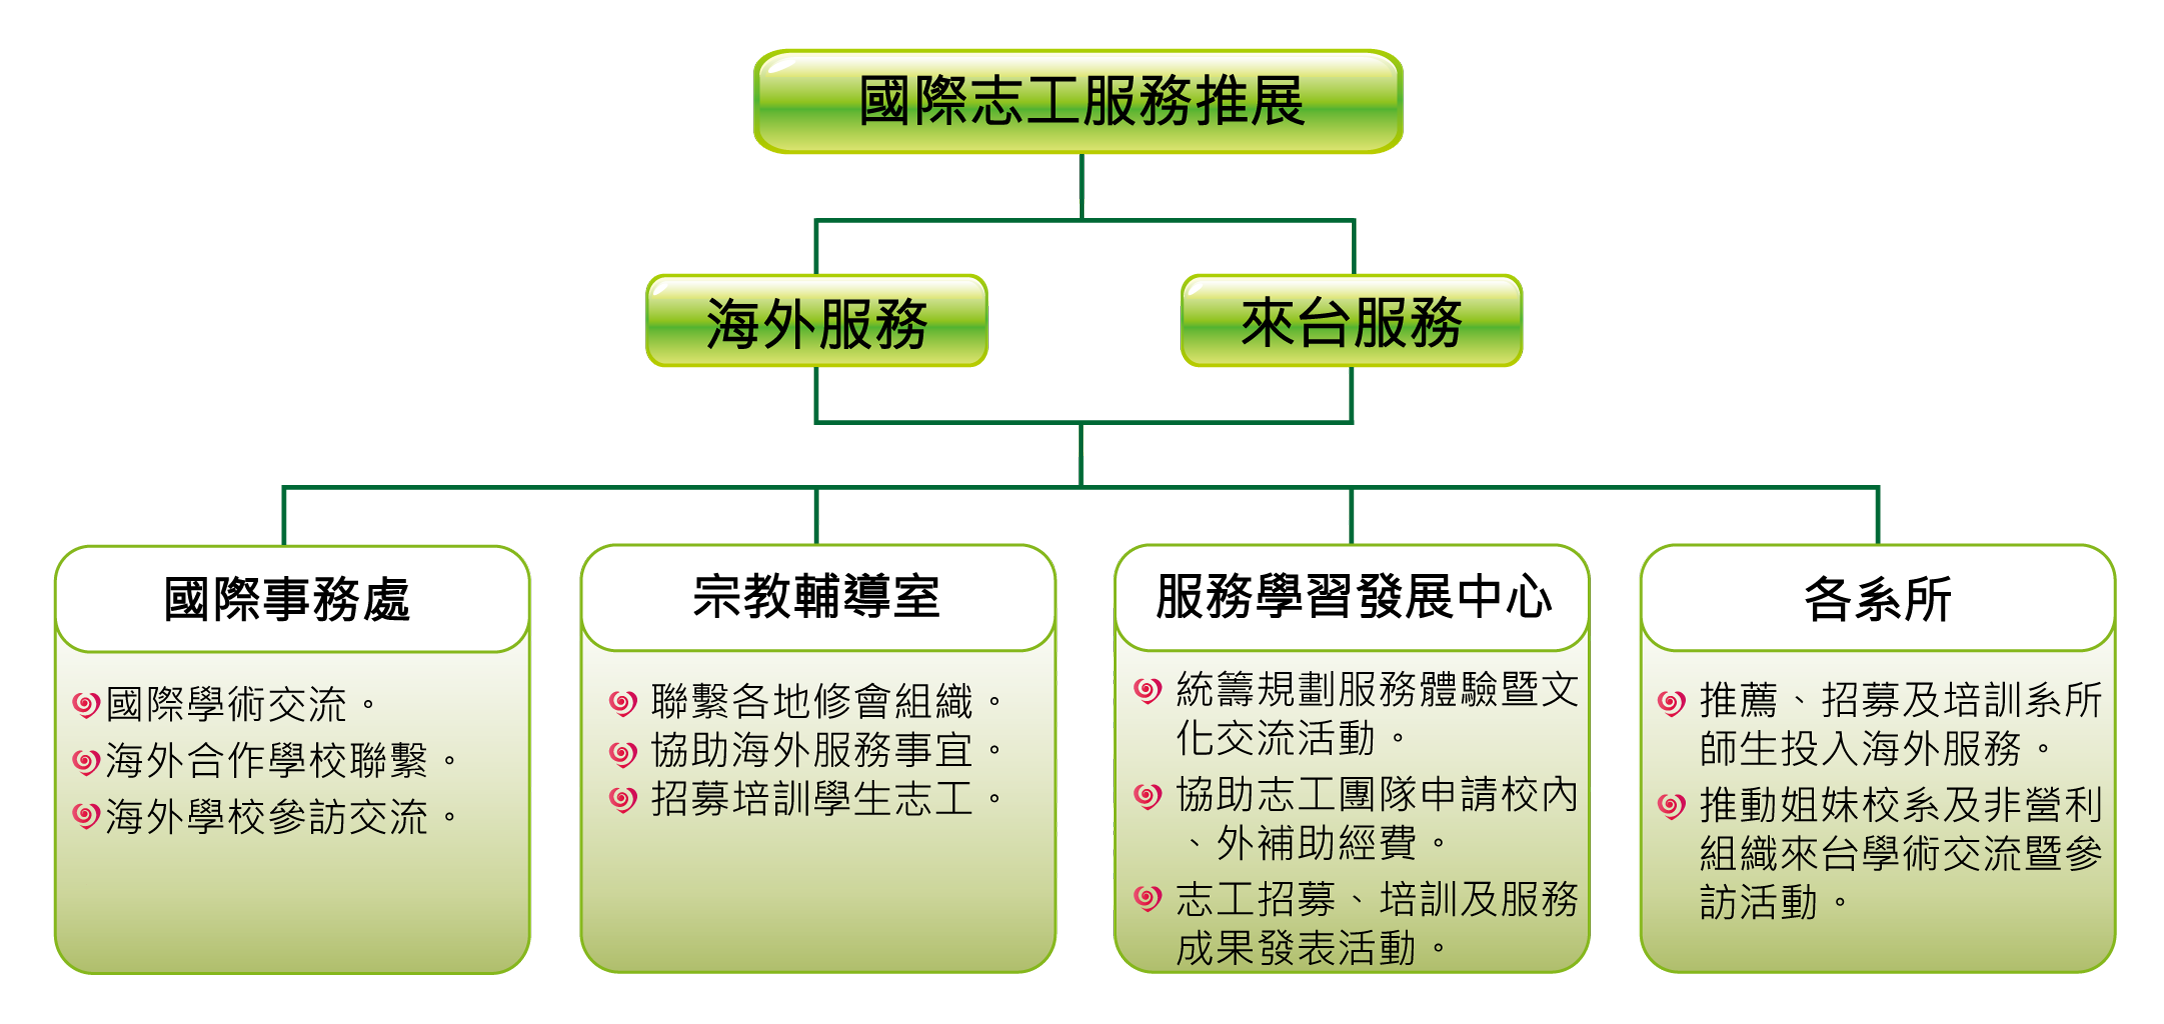 國際志工服務推展
海外服務
來台服務
國際事務處
國際學術交流。
海外合作學校聯繫。
海外學校參訪交流。
宗教輔導室
聯繫各地修會組織。
協助海外服務事宜。
招募培訓學生志工。
服務學習發展中心
統籌規劃服務體驗暨文
化交流活動。
協助志工團隊申請校內
、外補助經費。
志工招募、培訓及服務
成果發表活動。
各系所
推薦、招募及培訓系所
師生投入海外服務。
推動姐妹校系及非營利
組織來台學術交流暨參
訪活動。